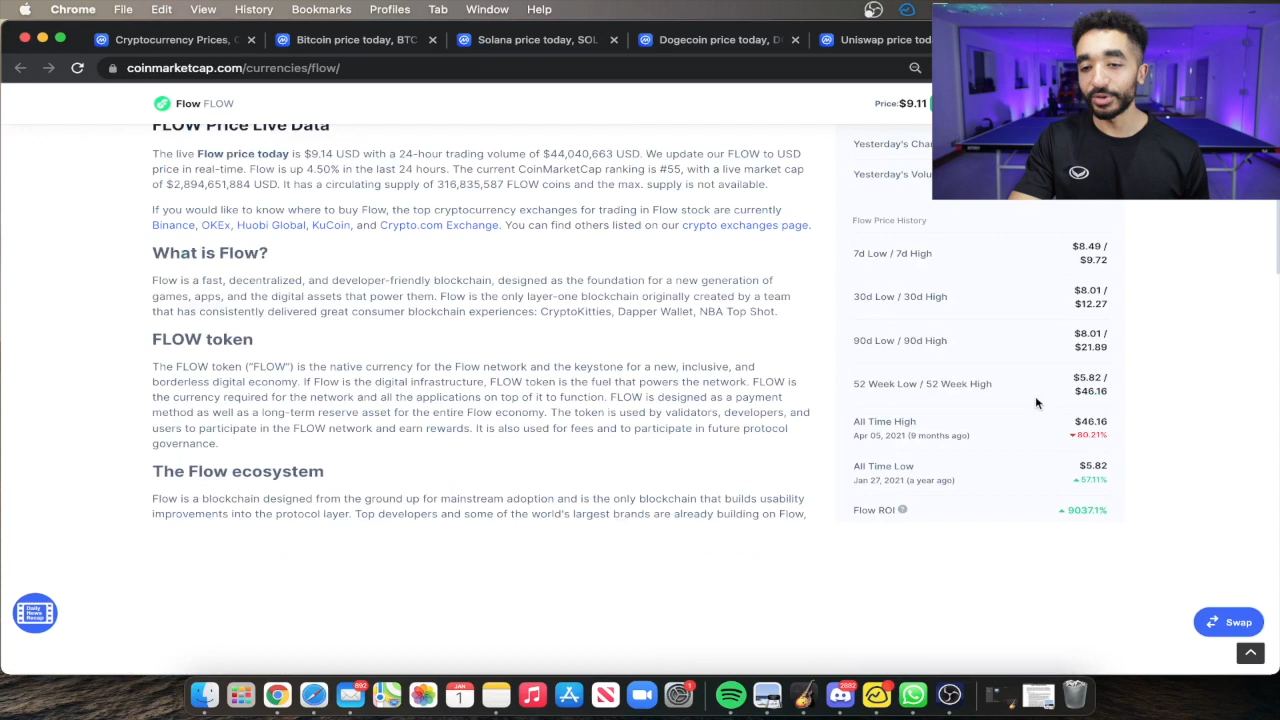 Chrome File Edit View History Bookmarks Profiles Tab Window Help
Cryptocurrency Prices, C
Bitcoin price today, BTC
Solana price today, SOL
Dogecoin price today, D
Uniswap price tod
coinmarketcap.com/currencies/flow/
Flow FLOW
Price:$9.11
FLOW Price Live Data
The live Flow price today is $9.14 USD with a 24-hour trading volume of $44,040,663 USD. We update our FLOW to USD
price in real-time. Flow is up 4.50% in the last 24 hours. The current CoinMarketCap ranking is #55, with a live market cap
of $2,894,651,884 USD. It has a circulating supply of 316,835,587 FLOW coins and the max. supply is not available.
If you would like to know where to buy Flow, the top cryptocurrency exchanges for trading in Flow stock are currently
Binance, OKEx, Huobi Global, KuCoin, and Crypto.com Exchange. You can find others listed on our crypto exchanges page.
What is Flow?
Flow is a fast, decentralized, and developer-friendly blockchain, designed as the foundation for a new generation of
games, apps, and the digital assets that power them. Flow is the only layer-one blockchain originally created by a team
that has consistently delivered great consumer blockchain experiences: CryptoKitties, Dapper Wallet, NBA Top Shot.
FLOW token
The FLOW token ("FLOW") is the native currency for the Flow network and the keystone for a new, inclusive, and
borderless digital economy. If Flow is the digital infrastructure, FLOW token is the fuel that powers the network. FLOW is
the currency required for the network and all the applications on top of it to function. FLOW is designed as a payment
method as well as a long-term reserve asset for the entire Flow economy. The token is used by validators, developers, and
users to participate in the FLOW network and earn rewards. It is also used for fees and to participate in future protocol
governance.
The Flow ecosystem
Flow is a blockchain designed from the ground up for mainstream adoption and is the only blockchain that builds usability
improvements into the protocol layer. Top developers and some of the world's largest brands are already building on Flow,
Yesterday's Cha
Yesterday's Volu
Flow Price History
7d Low / 7d High
$8.49 /
$9.72
30d Low / 30d High
$8.01 /
$12.27
90d Low / 90d High
$8.01 /
$21.89
52 Week Low / 52 Week High
$5.82 /
$46.16
All Time High
$46.16
Apr 05, 2021 (9 months ago)
80.21%
All Time Low
$5.82
Jan 27, 2021 (a year ago)
57.11%
Flow ROI
9037.1%
Daily
News
Recap
Swap
892
JAN
1
1
2882